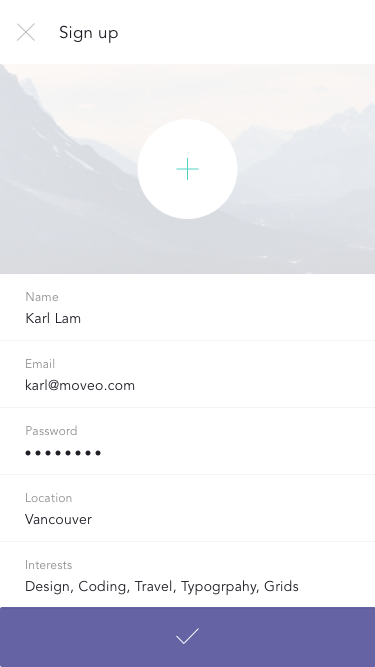 Sign up
Name
Karl Lam
Email
karl@moveo.com
Password
Location
Vancouver
Interests
Design, Coding, Travel, Typogrpahy, Grids